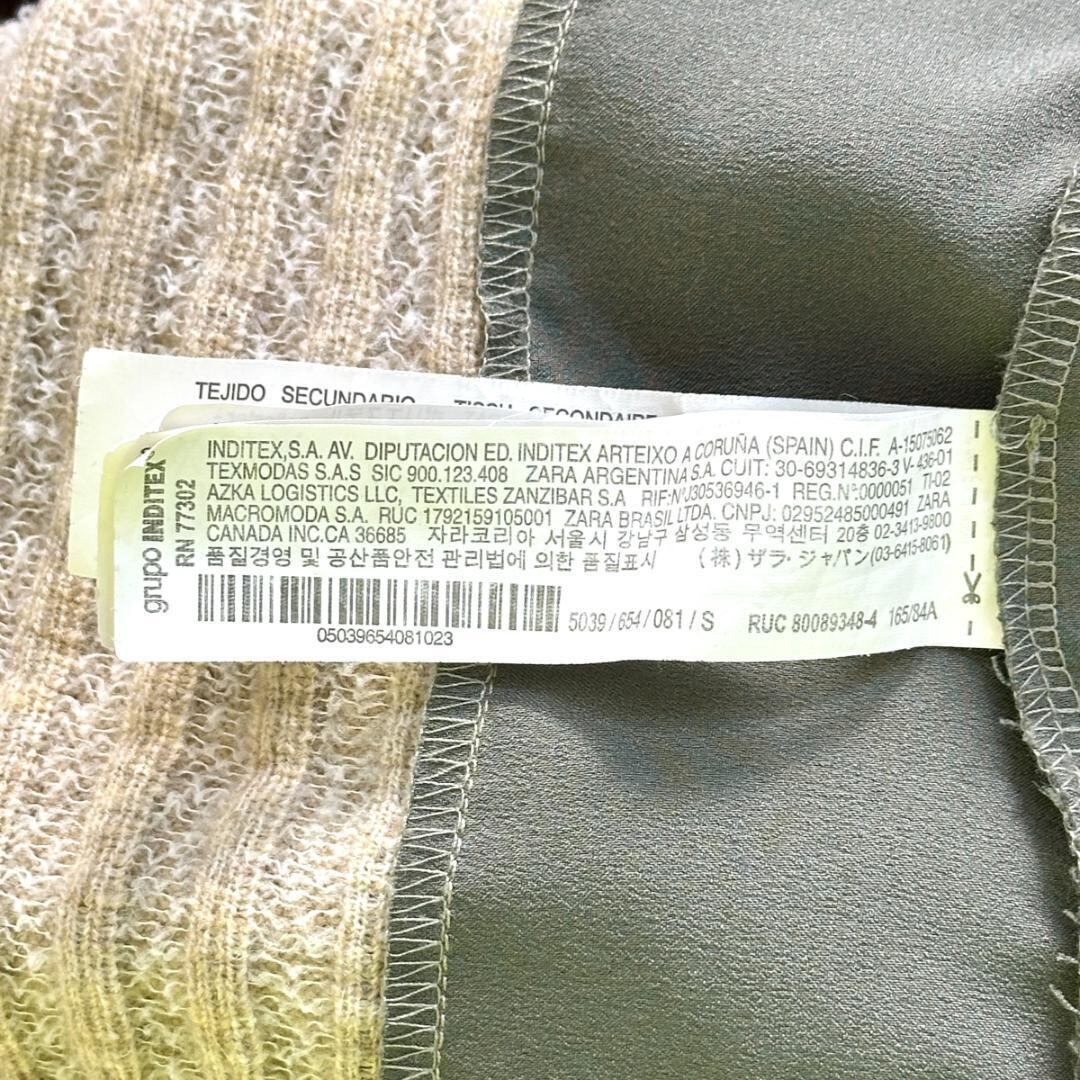 TEJIDO SECUNDARIO
grupo INDITEX
RN 77302
INDITEX,S.A. AV. DIPUTACION ED. INDITEX ARTEIXO A CORUÑA (SPAIN) C.I.F. A-15075062
TEXMODAS S.A.S SIC 900.123.408 ZARA ARGENTINA S.A. CUIT: 30-69314836-3 V-436-01
AZKA LOGISTICS LLC, TEXTILES ZANZIBAR S.A RIF:Nº J30536946-1 REG.Nº:0000051 TI-02
MACROMODA S.A. RUC 1792159105001 ZARA BRASIL LTDA. CNPJ: 02952485000491 ZARA
CANADA INC.CA 36685 자라코리아 서울시 강남구 삼성동 무역센터 20층 02-3413-9800
품질경영 및 공산품안전 관리법에 의한 품질표시 (株)ザラ・ジャパン(03-6415-8061)
05039654081023
5039/654/081/S RUC 80089348-4 165/84A